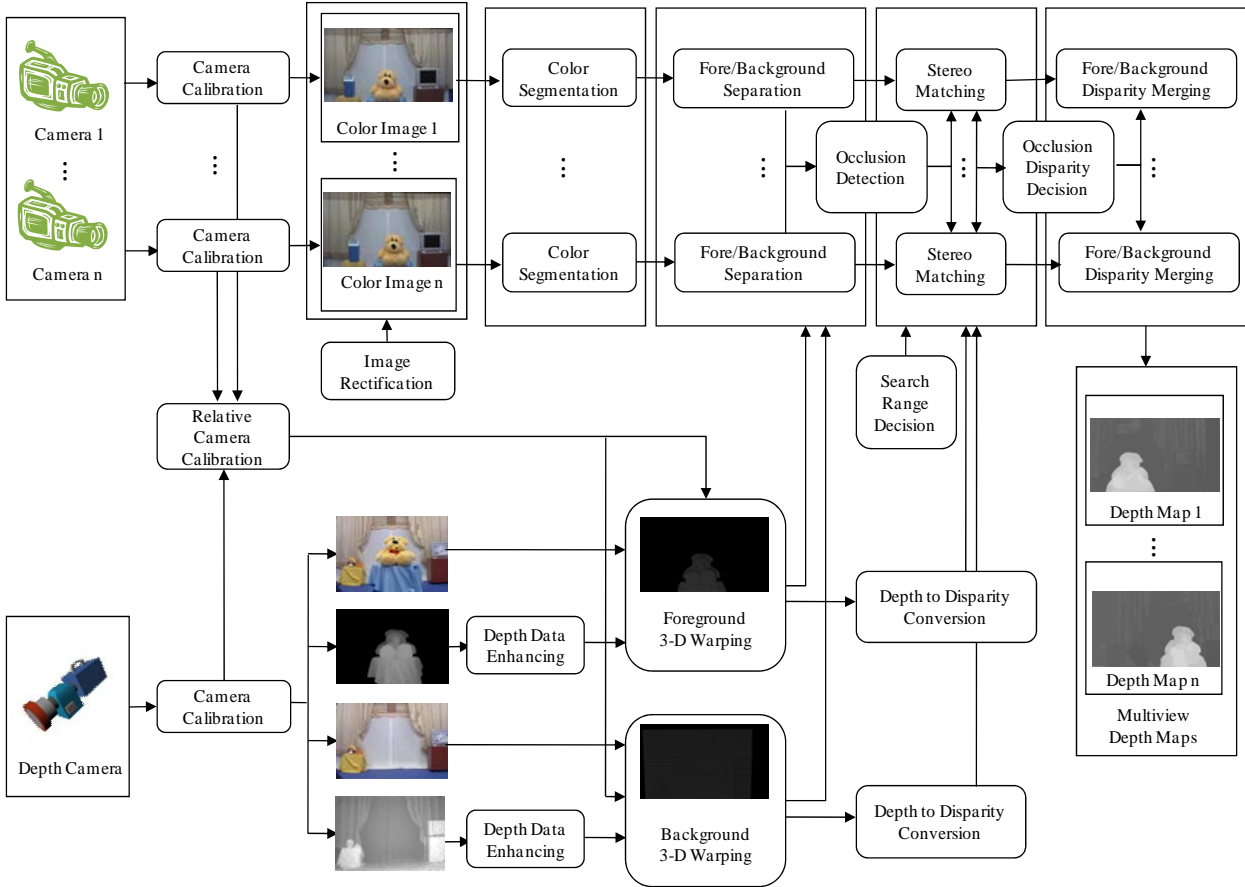 Camera 1
⋮
Camera n
Camera
Calibration
⋮
Camera
Calibration
Color Image 1
⋮
Color Image n
Image
Rectification
Color
Segmentation
⋮
Color
Segmentation
Fore/Background
Separation
⋮
Fore/Background
Separation
Occlusion
Detection
Stereo
Matching
⋮
Stereo
Matching
Occlusion
Disparity
Decision
Fore/Background
Disparity Merging
⋮
Fore/Background
Disparity Merging
Search
Range
Decision
Relative
Camera
Calibration
Depth Camera
Camera
Calibration
Depth Data
Enhancing
Depth Data
Enhancing
Foreground
3-D Warping
Background
3-D Warping
Depth to Disparity
Conversion
Depth to Disparity
Conversion
Depth Map 1
⋮
Depth Map n
Multiview
Depth Maps